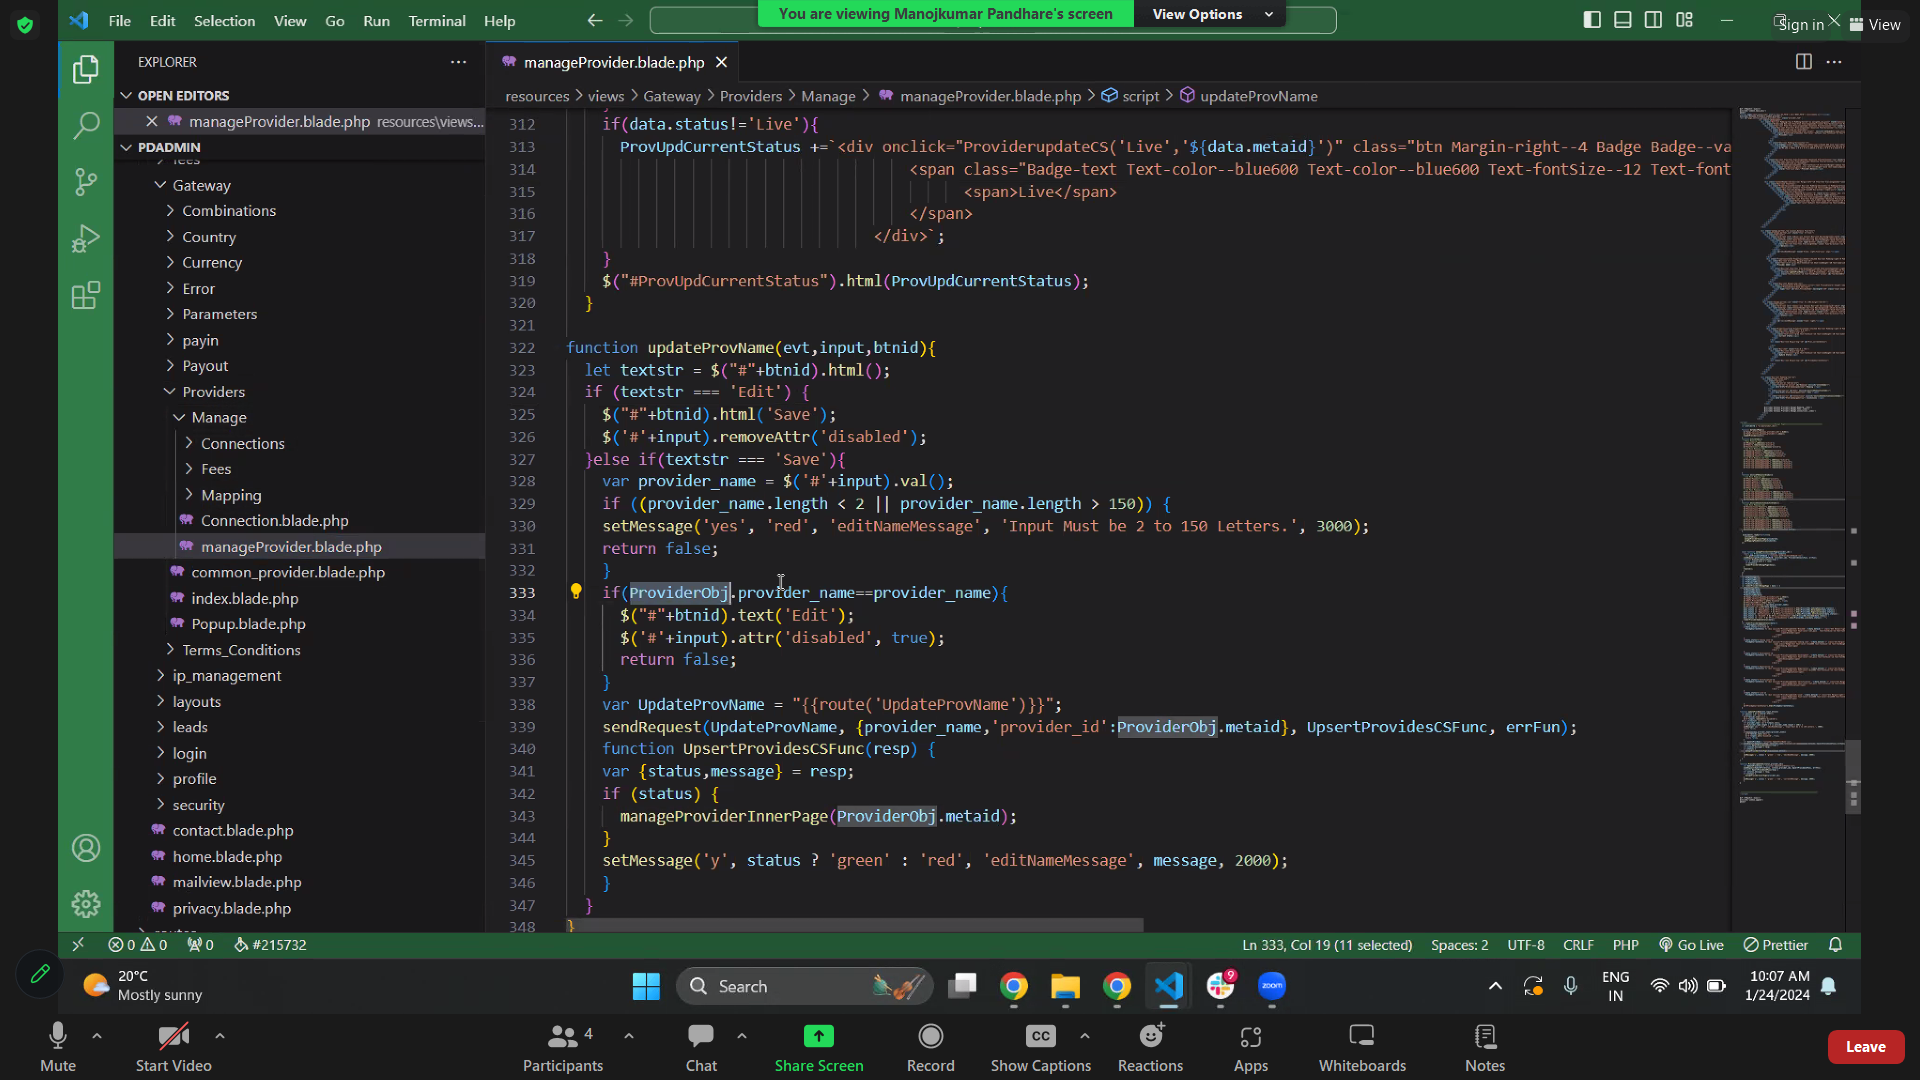 File Edit Selection View Go Run Terminal Help
You are viewing Manojkumar Pandhare's screen View Options
Sign in View
EXPLORER
OPEN EDITORS
manageProvider.blade.php resources\views...
PDADMIN
Gateway
Combinations
Country
Currency
Error
Parameters
payin
Payout
Providers
Manage
Connections
Fees
Mapping
Connection.blade.php
manageProvider.blade.php
common_provider.blade.php
index.blade.php
Popup.blade.php
Terms_Conditions
ip_management
layouts
leads
login
profile
security
contact.blade.php
home.blade.php
mailview.blade.php
privacy.blade.php
manageProvider.blade.php
resources > views > Gateway > Providers > Manage > manageProvider.blade.php > script > updateProvName
312 if(data.status!='Live'){
313 ProvUpdCurrentStatus +=`<div onclick="ProviderupdateCS('Live','${data.metaid}')" class="btn Margin-right--4 Badge Badge--va
314 <span class="Badge-text Text-color--blue600 Text-color--blue600 Text-fontSize--12 Text-font
315 <span>Live</span>
316 </span>
317 </div>`;
318 }
319 $("#ProvUpdCurrentStatus").html(ProvUpdCurrentStatus);
320 }
321
322 function updateProvName(evt,input,btnid){
323 let textstr = $("#"+btnid).html();
324 if (textstr === 'Edit') {
325 $("#"+btnid).html('Save');
326 $('#'+input).removeAttr('disabled');
327 }else if(textstr === 'Save'){
328 var provider_name = $('#'+input).val();
329 if ((provider_name.length < 2 || provider_name.length > 150)) {
330 setMessage('yes', 'red', 'editNameMessage', 'Input Must be 2 to 150 Letters.', 3000);
331 return false;
332 }
333 if(ProviderObj.provider_name==provider_name){
334 $("#"+btnid).text('Edit');
335 $('#'+input).attr('disabled', true);
336 return false;
337 }
338 var UpdateProvName = "{{route('UpdateProvName')}}";
339 sendRequest(UpdateProvName, {provider_name,'provider_id':ProviderObj.metaid}, UpsertProvidesCSFunc, errFun);
340 function UpsertProvidesCSFunc(resp) {
341 var {status,message} = resp;
342 if (status) {
343 manageProviderInnerPage(ProviderObj.metaid);
344 }
345 setMessage('y', status ? 'green' : 'red', 'editNameMessage', message, 2000);
346 }
347 }
348 }
0 0 0 #215732 Ln 333, Col 19 (11 selected) Spaces: 2 UTF-8 CRLF PHP Go Live Prettier
20°C
Mostly sunny
Search
9
zoom
ENG
IN
10:07 AM
1/24/2024
Mute
Start Video
4
Participants
Chat
Share Screen
Record
CC
Show Captions
Reactions
Apps
Whiteboards
Notes
Leave